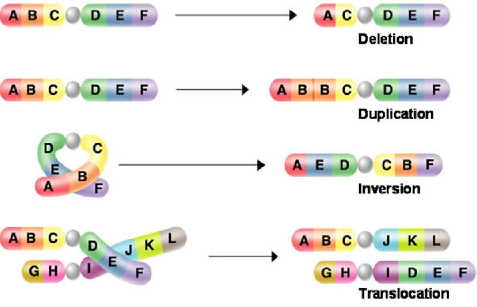 A B C D E F A C D E F
Deletion
A B C D E F A B B C D E F
Duplication
D C
E B
A F
A E D C B F
Inversion
A B C D E J K L
G H I F
A B C J K L
G H I D E F
Translocation